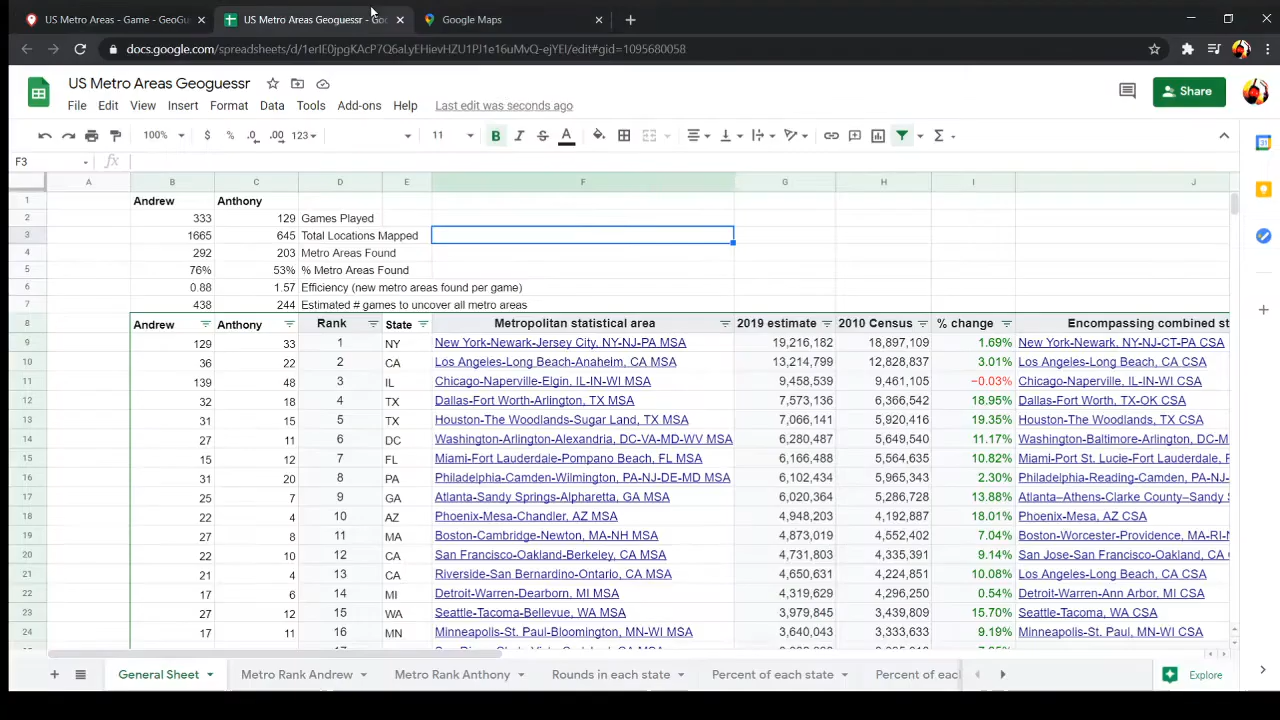 US Metro Areas - Game - GeoGu
US Metro Areas Geoguessr - Goo
Google Maps
docs.google.com/spreadsheets/d/1erIE0jpgKAcP7Q6aLyEHievHZU1PJ1e16uMvQ-ejYEI/edit#gid=1095680058
US Metro Areas Geoguessr
File Edit View Insert Format Data Tools Add-ons Help Last edit was seconds ago
Share
100% $ % .0 .00 123 11 B I S A
F3 fx
A B C D E F G H I J
1 Andrew Anthony
2 333 129 Games Played
3 1665 645 Total Locations Mapped
4 292 203 Metro Areas Found
5 76% 53% % Metro Areas Found
6 0.88 1.57 Efficiency (new metro areas found per game)
7 438 244 Estimated # games to uncover all metro areas
8 Andrew Anthony Rank State Metropolitan statistical area 2019 estimate 2010 Census % change Encompassing combined st
9 129 33 1 NY New York-Newark-Jersey City, NY-NJ-PA MSA 19,216,182 18,897,109 1.69% New York-Newark, NY-NJ-CT-PA CSA
10 36 22 2 CA Los Angeles-Long Beach-Anaheim, CA MSA 13,214,799 12,828,837 3.01% Los Angeles-Long Beach, CA CSA
11 139 48 3 IL Chicago-Naperville-Elgin, IL-IN-WI MSA 9,458,539 9,461,105 −0.03% Chicago-Naperville, IL-IN-WI CSA
12 32 18 4 TX Dallas-Fort Worth-Arlington, TX MSA 7,573,136 6,366,542 18.95% Dallas-Fort Worth, TX-OK CSA
13 31 15 5 TX Houston-The Woodlands-Sugar Land, TX MSA 7,066,141 5,920,416 19.35% Houston-The Woodlands, TX CSA
14 27 11 6 DC Washington-Arlington-Alexandria, DC-VA-MD-WV MSA 6,280,487 5,649,540 11.17% Washington-Baltimore-Arlington, DC-M
15 15 12 7 FL Miami-Fort Lauderdale-Pompano Beach, FL MSA 6,166,488 5,564,635 10.82% Miami-Port St. Lucie-Fort Lauderdale, F
16 31 20 8 PA Philadelphia-Camden-Wilmington, PA-NJ-DE-MD MSA 6,102,434 5,965,343 2.30% Philadelphia-Reading-Camden, PA-NJ-
17 25 7 9 GA Atlanta-Sandy Springs-Alpharetta, GA MSA 6,020,364 5,286,728 13.88% Atlanta–Athens-Clarke County–Sandy S
18 22 4 10 AZ Phoenix-Mesa-Chandler, AZ MSA 4,948,203 4,192,887 18.01% Phoenix-Mesa, AZ CSA
19 27 8 11 MA Boston-Cambridge-Newton, MA-NH MSA 4,873,019 4,552,402 7.04% Boston-Worcester-Providence, MA-RI-N
20 22 10 12 CA San Francisco-Oakland-Berkeley, CA MSA 4,731,803 4,335,391 9.14% San Jose-San Francisco-Oakland, CA
21 21 4 13 CA Riverside-San Bernardino-Ontario, CA MSA 4,650,631 4,224,851 10.08% Los Angeles-Long Beach, CA CSA
22 17 6 14 MI Detroit-Warren-Dearborn, MI MSA 4,319,629 4,296,250 0.54% Detroit-Warren-Ann Arbor, MI CSA
23 27 12 15 WA Seattle-Tacoma-Bellevue, WA MSA 3,979,845 3,439,809 15.70% Seattle-Tacoma, WA CSA
24 17 11 16 MN Minneapolis-St. Paul-Bloomington, MN-WI MSA 3,640,043 3,333,633 9.19% Minneapolis-St. Paul, MN-WI CSA
General Sheet Metro Rank Andrew Metro Rank Anthony Rounds in each state Percent of each state Percent of eac Explore